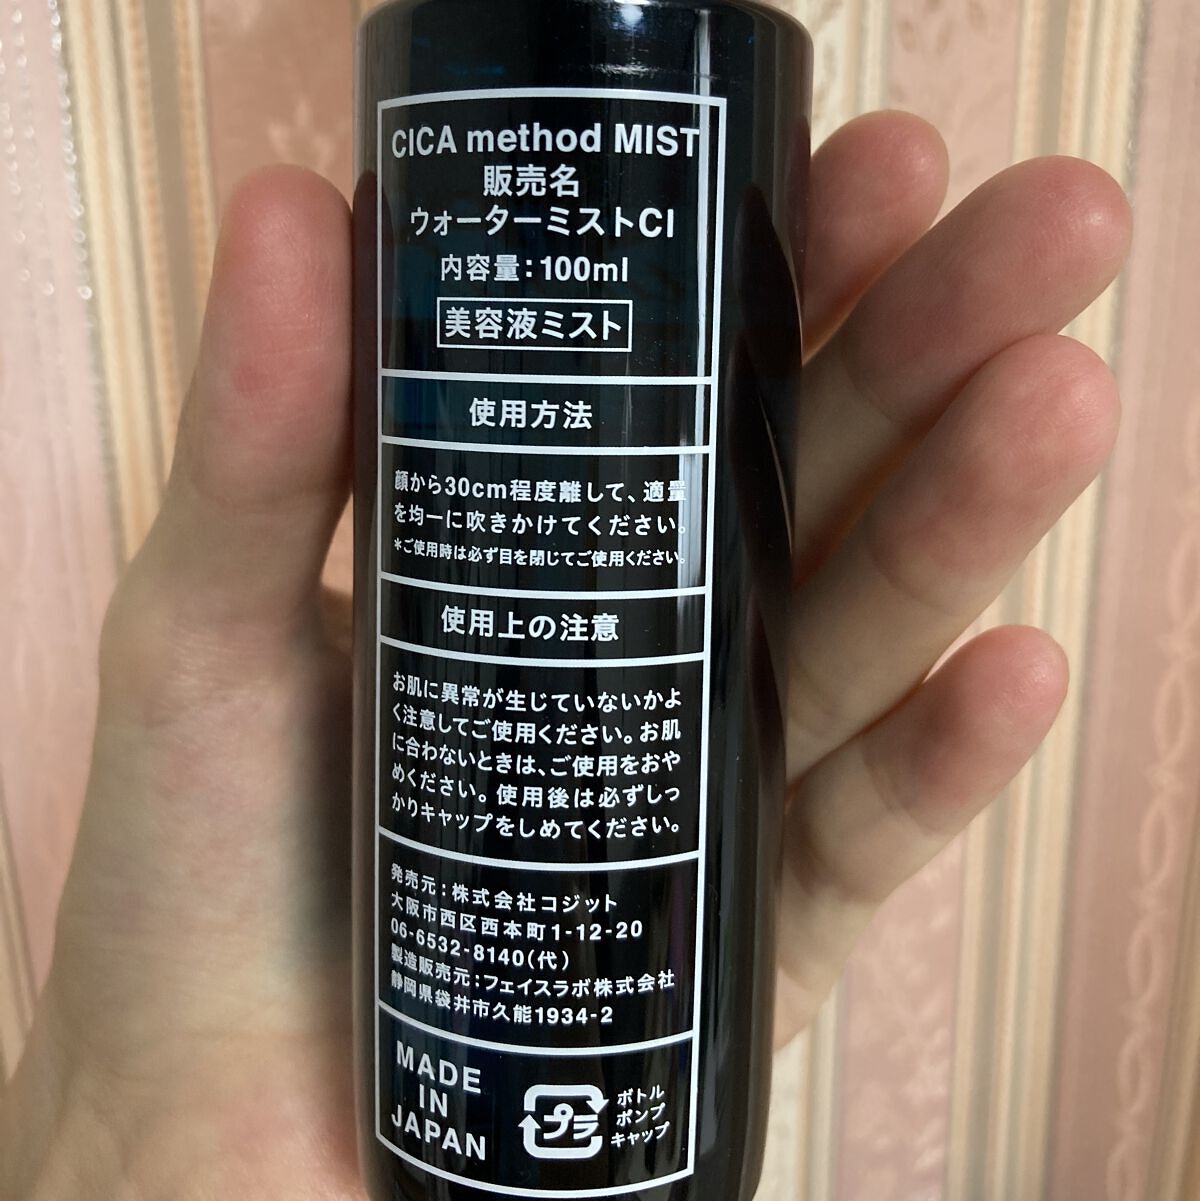 CICA method MIST
販売名
ウォーターミストCI
内容量：100ml
美容液ミスト
使用方法
顔から30cm程度離して、適量
を均一に吹きかけてください。
*ご使用時は必ず目を閉じてご使用ください。
使用上の注意
お肌に異常が生じていないかよ
く注意してご使用ください。お肌
に合わないときは、ご使用をおや
めください。使用後は必ずしっ
かりキャップをしめてください。
発売元：株式会社コジット
大阪市西区西本町1-12-20
06-6532-8140（代）
製造販売元：フェイスラボ株式会社
静岡県袋井市久能1934-2
MADE
IN
JAPAN
プラ
ボトル
ポンプ
キャップ